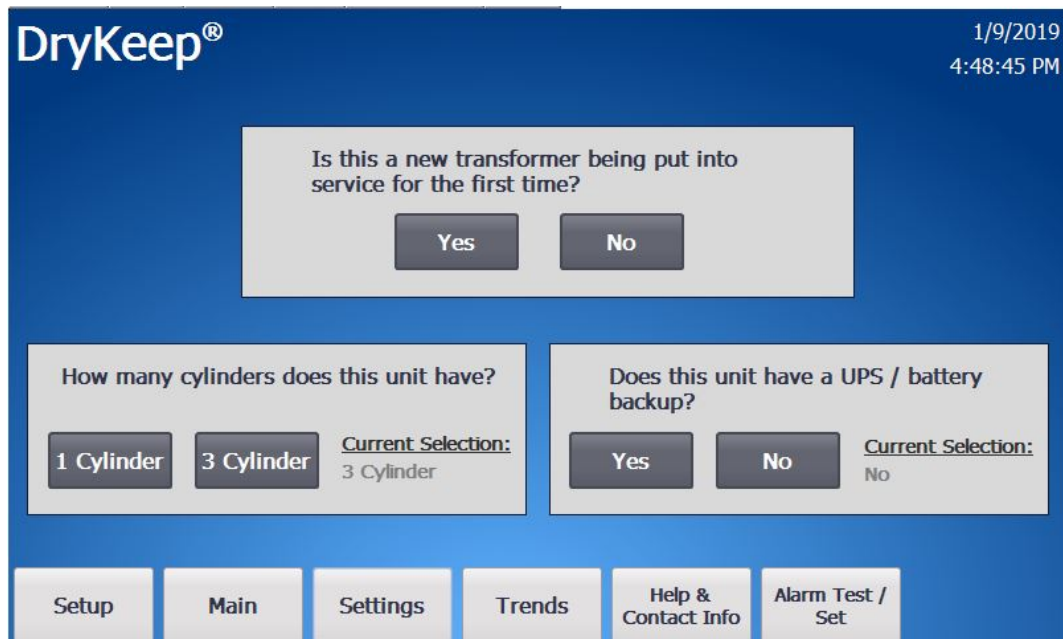 DryKeep®
1/9/2019
4:48:45 PM
Is this a new transformer being put into
service for the first time?
Yes
No
How many cylinders does this unit have?
1 Cylinder
3 Cylinder
Current Selection:
3 Cylinder
Does this unit have a UPS / battery
backup?
Yes
No
Current Selection:
No
Setup
Main
Settings
Trends
Help &
Contact Info
Alarm Test /
Set